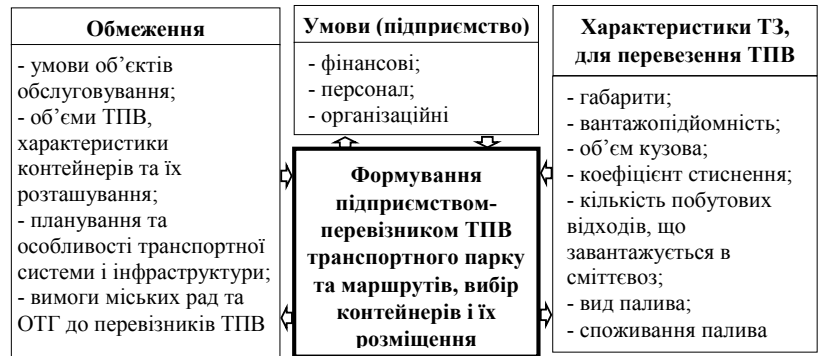 Обмеження
- умови об’єктів
обслуговування;
- об’єми ТПВ,
характеристики
контейнерів та їх
розташування;
- планування та
особливості транспортної
системи і інфраструктури;
- вимоги міських рад та
ОТГ до перевізників ТПВ
Умови (підприємство)
- фінансові;
- персонал;
- організаційні
Формування
підприємством-
перевізником ТПВ
транспортного парку
та маршрутів, вибір
контейнерів і їх
розміщення
Характеристики ТЗ,
для перевезення ТПВ
- габарити;
- вантажопідйомність;
- об’єм кузова;
- коефіцієнт стиснення;
- кількість побутових
відходів, що
завантажується в
сміттєвоз;
- вид палива;
- споживання палива